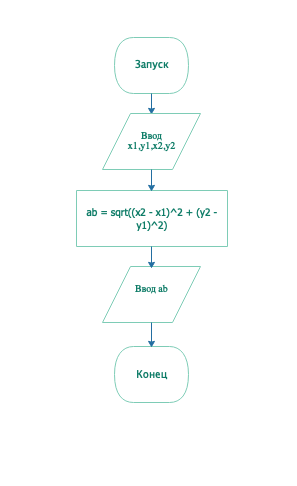 Запуск
Ввод
x1,y1,x2,y2
ab = sqrt((x2 - x1)^2 + (y2 -
y1)^2)
Ввод ab
Конец